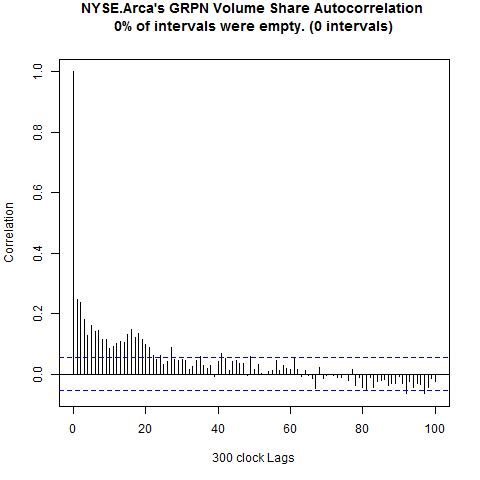 NYSE.Arca's GRPN Volume Share Autocorrelation
0% of intervals were empty. (0 intervals)
Correlation
1.0
0.8
0.6
0.4
0.2
0.0
0 20 40 60 80 100
300 clock Lags